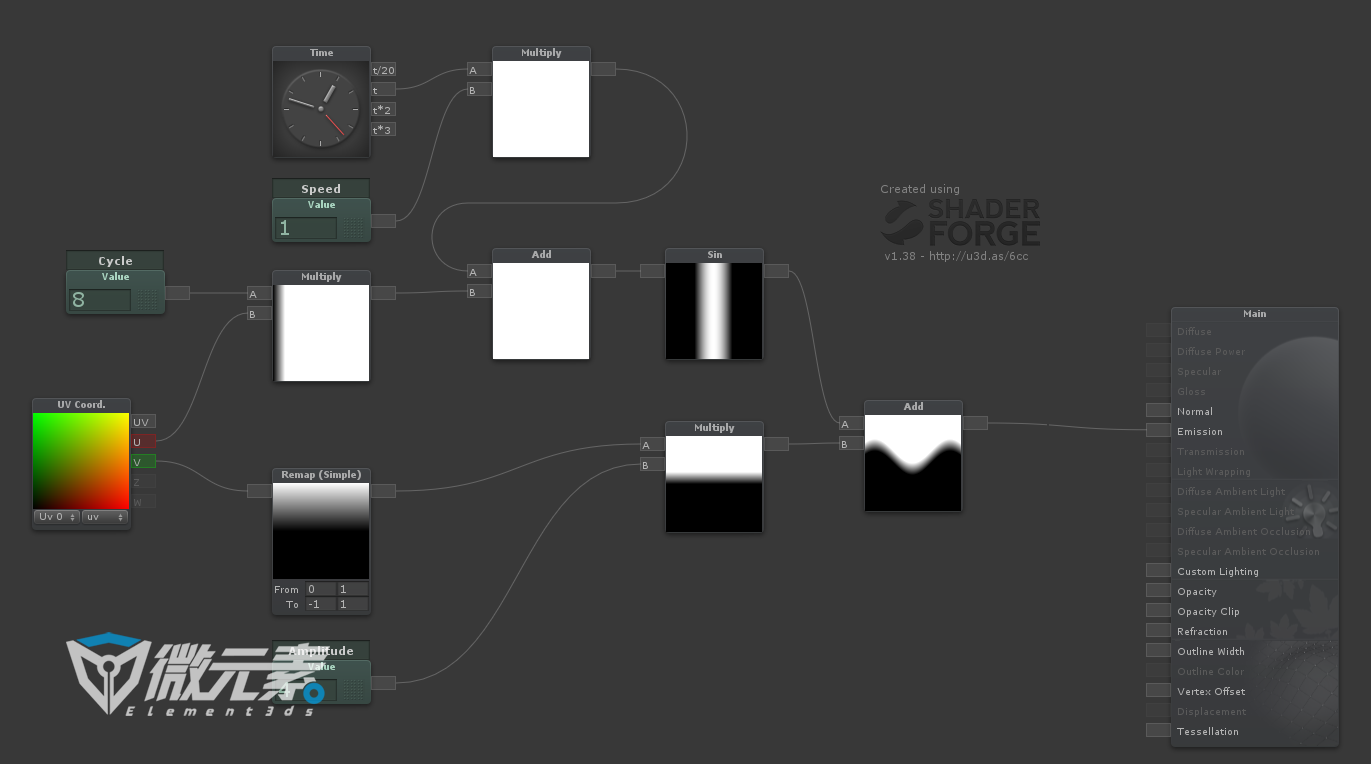 Time
t/20
t
t*2
t*3
Multiply
A
B
Speed
Value
1
Created using
SHADER
FORGE
v1.38 - http://u3d.as/6cc
Cycle
Value
8
Multiply
A
B
Add
A
B
Sin
UV Coord.
UV
U
V
Z
W
Uv 0
uv
Remap (Simple)
From 0 1
To -1 1
Multiply
A
B
Add
A
B
Amplitude
Value
4
微元素
Element3ds
Main
Diffuse
Diffuse Power
Specular
Gloss
Normal
Emission
Transmission
Light Wrapping
Diffuse Ambient Light
Specular Ambient Light
Diffuse Ambient Occlusion
Specular Ambient Occlusion
Custom Lighting
Opacity
Opacity Clip
Refraction
Outline Width
Outline Color
Vertex Offset
Displacement
Tessellation